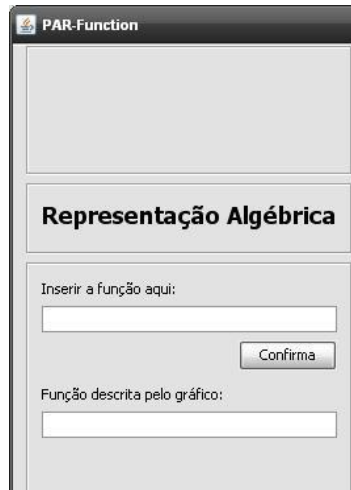 PAR-Function
Representação Algébrica
Inserir a função aqui:
Confirma
Função descrita pelo gráfico: